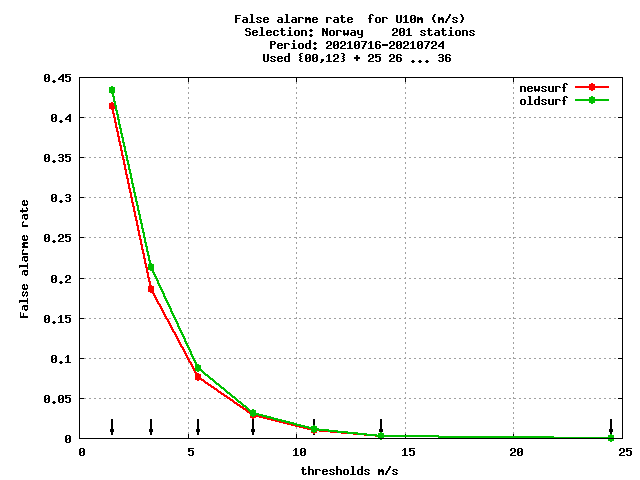 False alarme rate  for U10m (m/s)
Selection: Norway    201 stations
Period: 20210716-20210724
Used {00,12} + 25 26 ... 36
newsurf
oldsurf
0.45
0.4
0.35
0.3
0.25
0.2
0.15
0.1
0.05
0
False alarme rate
0 5 10 15 20 25
thresholds m/s